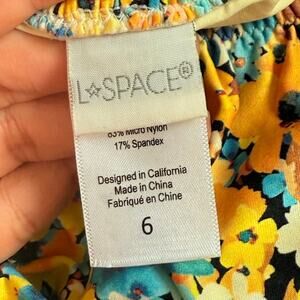 L☆SPACE®
83% Micro Nylon
17% Spandex
Designed in California
Made in China
Fabriqué en Chine
6